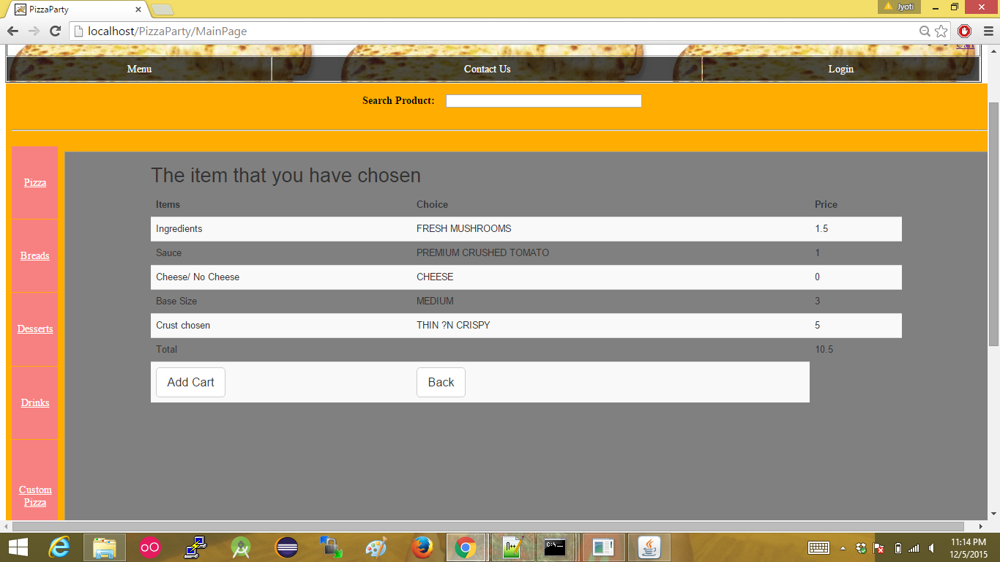 PizzaParty
Jyoti
localhost/PizzaParty/MainPage
Cart
Menu Contact Us Login
Search Product:
Pizza
Breads
Desserts
Drinks
Custom
Pizza
The item that you have chosen
Items Choice Price
Ingredients FRESH MUSHROOMS 1.5
Sauce PREMIUM CRUSHED TOMATO 1
Cheese/ No Cheese CHEESE 0
Base Size MEDIUM 3
Crust chosen THIN ?N CRISPY 5
Total 10.5
Add Cart Back
11:14 PM
12/5/2015